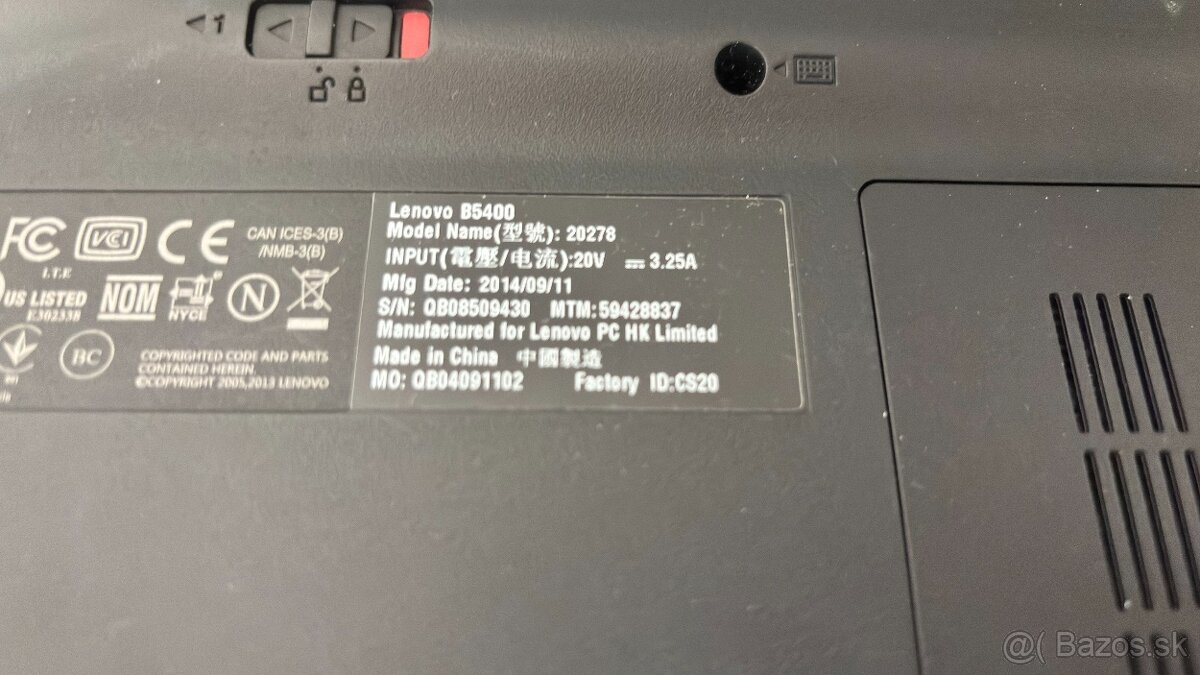 1
FC VCCI CE CAN ICES-3(B)
/NMB-3(B)
I.T.E
US LISTED NOM NYCE N
E302338
BC
COPYRIGHTED CODE AND PARTS
CONTAINED HEREIN.
©COPYRIGHT 2005,2013 LENOVO
Lenovo B5400
Model Name(型號): 20278
INPUT(電壓/电流):20V ⎓ 3.25A
Mfg Date: 2014/09/11
S/N: QB08509430 MTM:59428837
Manufactured for Lenovo PC HK Limited
Made in China 中國製造
MO: QB04091102 Factory ID:CS20
@( Bazos.sk